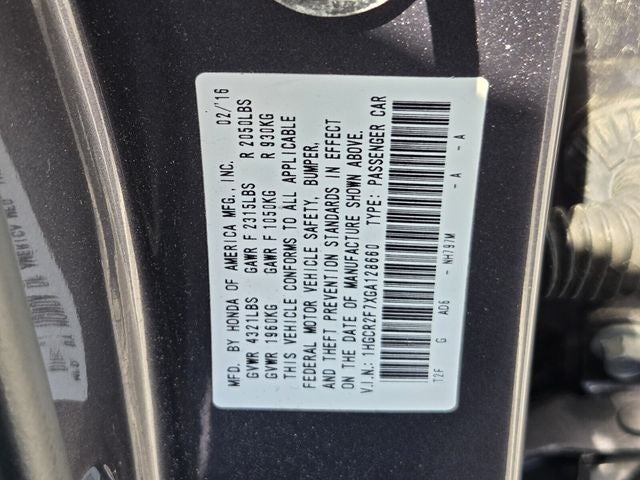 MFD. BY HONDA OF AMERICA MFG., INC. 02/'16
GVWR 4321LBS GAWR F 2315LBS R 2050LBS
GVWR 1960KG GAWR F 1050KG R 930KG
THIS VEHICLE CONFORMS TO ALL APPLICABLE
FEDERAL MOTOR VEHICLE SAFETY, BUMPER,
AND THEFT PREVENTION STANDARDS IN EFFECT
ON THE DATE OF MANUFACTURE SHOWN ABOVE.
V.I.N.: 1HGCR2F7XGA128660 TYPE: PASSENGER CAR
T2F G AD6 - NH797M - A - A